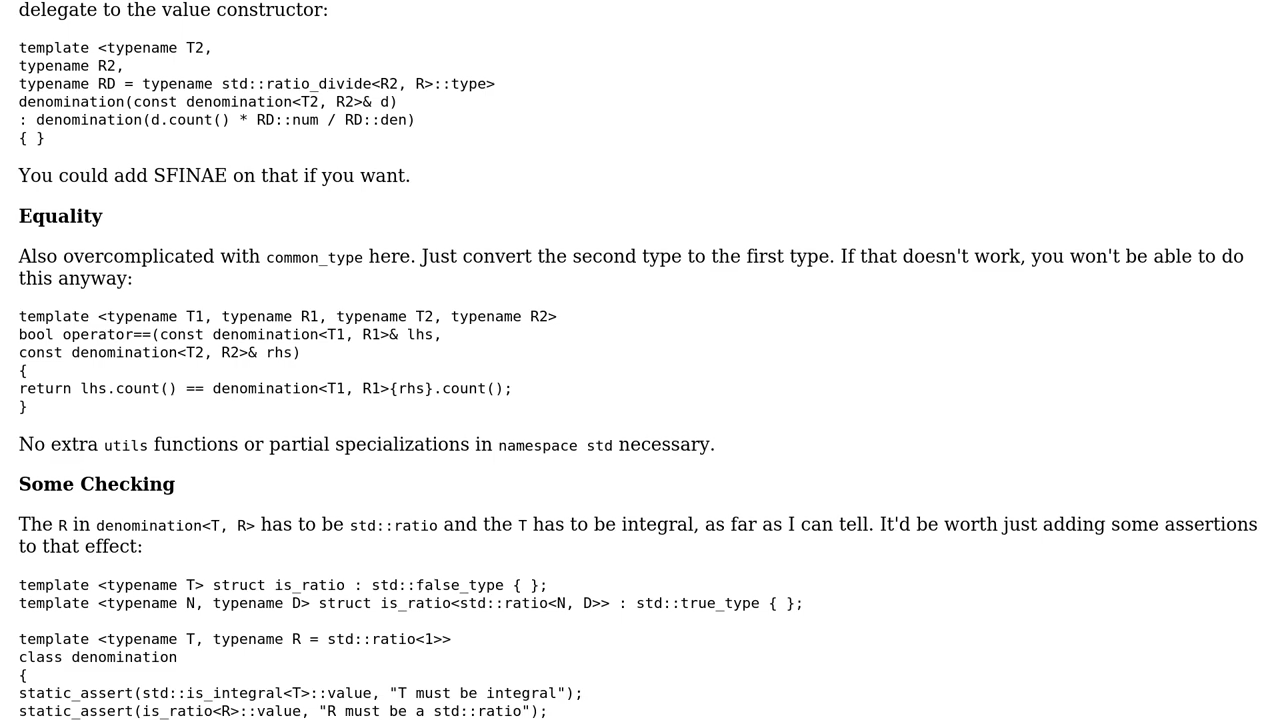 delegate to the value constructor:
template <typename T2,
typename R2,
typename RD = typename std::ratio_divide<R2, R>::type>
denomination(const denomination<T2, R2>& d)
: denomination(d.count() * RD::num / RD::den)
{ }
You could add SFINAE on that if you want.
Equality
Also overcomplicated with common_type here. Just convert the second type to the first type. If that doesn't work, you won't be able to do
this anyway:
template <typename T1, typename R1, typename T2, typename R2>
bool operator==(const denomination<T1, R1>& lhs,
const denomination<T2, R2>& rhs)
{
return lhs.count() == denomination<T1, R1>{rhs}.count();
}
No extra utils functions or partial specializations in namespace std necessary.
Some Checking
The R in denomination<T, R> has to be std::ratio and the T has to be integral, as far as I can tell. It'd be worth just adding some assertions
to that effect:
template <typename T> struct is_ratio : std::false_type { };
template <typename N, typename D> struct is_ratio<std::ratio<N, D>> : std::true_type { };
template <typename T, typename R = std::ratio<1>>
class denomination
{
static_assert(std::is_integral<T>::value, "T must be integral");
static_assert(is_ratio<R>::value, "R must be a std::ratio");